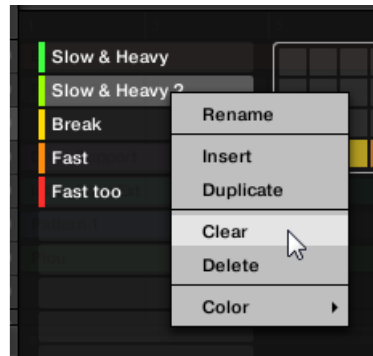 Slow & Heavy
Slow & Heavy 2
Break
Fast
Fast too
Rename
Insert
Duplicate
Clear
Delete
Color